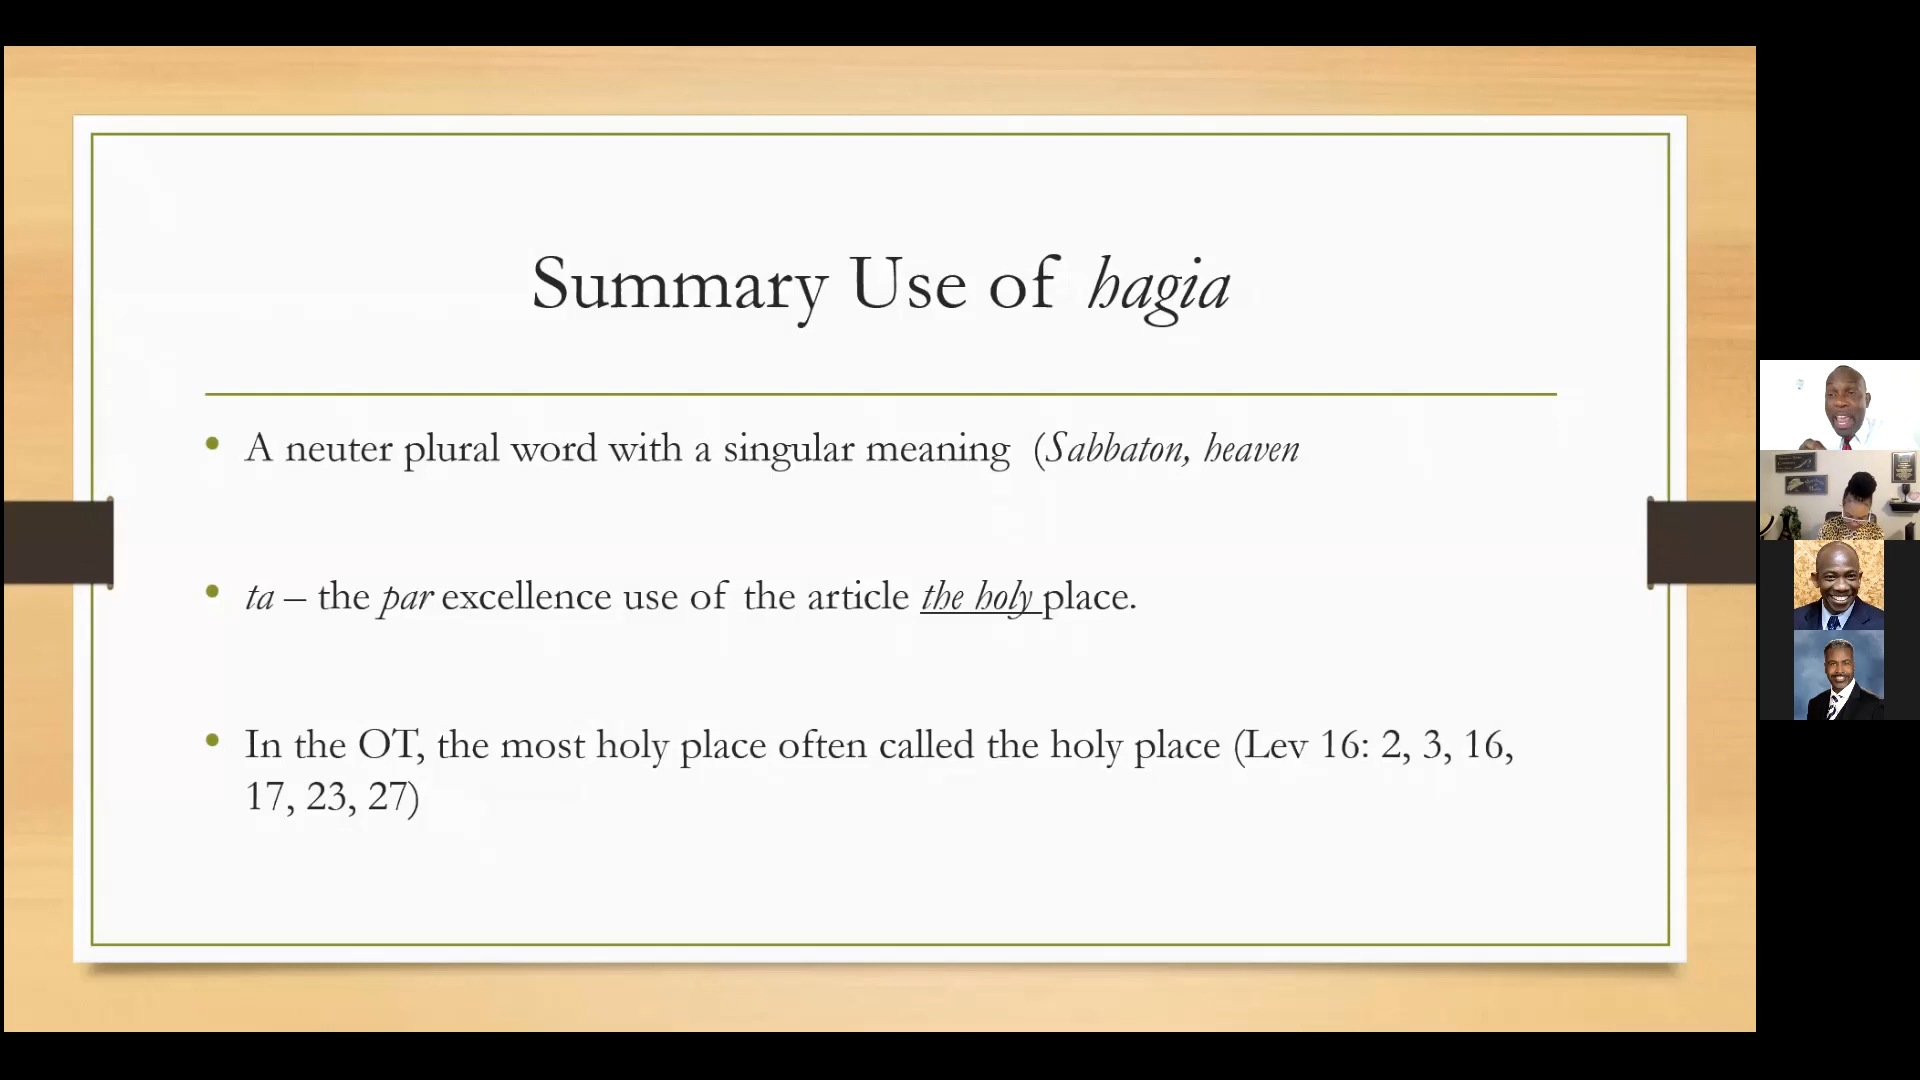 Summary Use of hagia
A neuter plural word with a singular meaning (Sabbaton, heaven
ta – the par excellence use of the article the holy place.
In the OT, the most holy place often called the holy place (Lev 16: 2, 3, 16,
17, 23, 27)